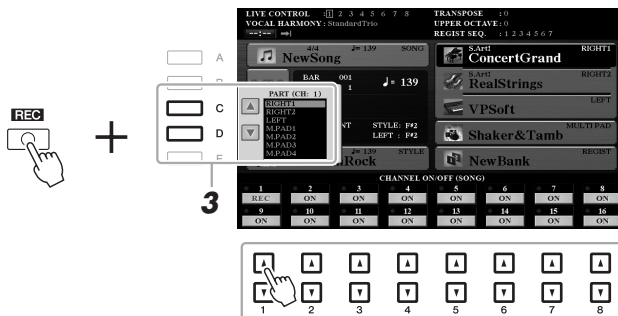 LIVE CONTROL : 1 2 3 4 5 6 7 8
TRANSPOSE : 0
VOCAL HARMONY : StandardTrio
UPPER OCTAVE : 0
REGIST SEQ. : 1 2 3 4 5 6 7
--:--
4/4 ♩= 139 SONG
NewSong
BAR 001
1
♩= 139
S.Art! RIGHT1
ConcertGrand
S.Art! RIGHT2
RealStrings
LEFT
VPSoft
MULTI PAD
Shaker&Tamb
REGIST
NewBank
STYLE: F#2
LEFT : F#2
♩= 139 STYLE
Rock
PART (CH: 1)
RIGHT1
RIGHT2
LEFT
M.PAD1
M.PAD2
M.PAD3
M.PAD4
A
C
D
REC
+
3
CHANNEL ON/OFF (SONG)
1 2 3 4 5 6 7 8
REC ON ON ON ON ON ON ON
9 10 11 12 13 14 15 16
ON ON ON ON ON ON ON ON
1 2 3 4 5 6 7 8